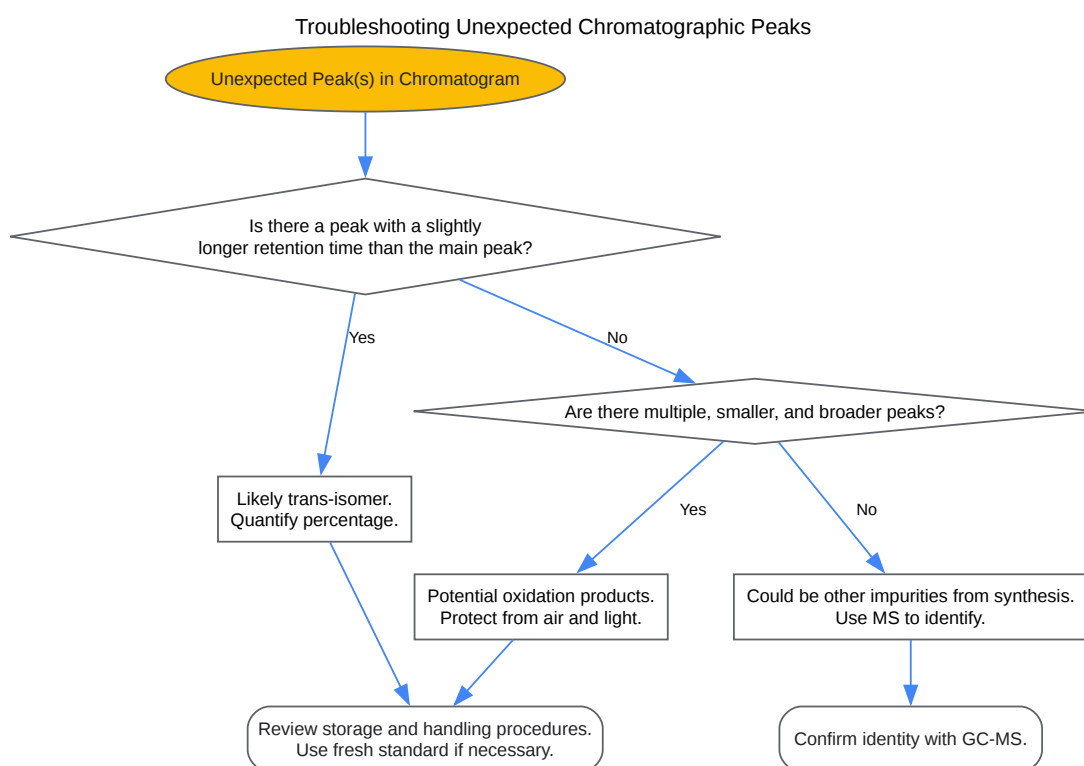 Troubleshooting Unexpected Chromatographic Peaks
Unexpected Peak(s) in Chromatogram
Is there a peak with a slightly
longer retention time than the main peak?
Yes
No
Are there multiple, smaller, and broader peaks?
Likely trans-isomer.
Quantify percentage.
Yes
No
Potential oxidation products.
Protect from air and light.
Could be other impurities from synthesis.
Use MS to identify.
Review storage and handling procedures.
Use fresh standard if necessary.
Confirm identity with GC-MS.